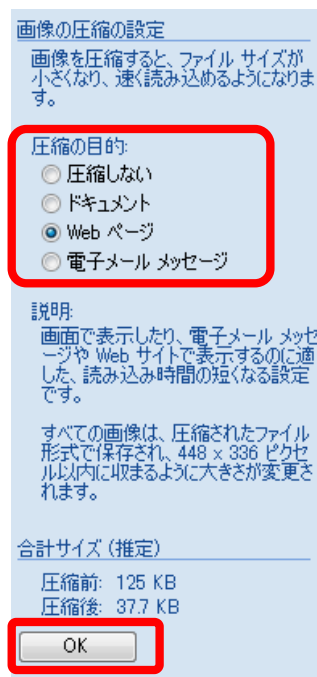 画像の圧縮の設定
画像を圧縮すると、ファイル サイズが
小さくなり、速く読み込めるようになりま
す。
圧縮の目的:
圧縮しない
ドキュメント
Web ページ
電子メール メッセージ
説明:
画面で表示したり、電子メール メッセ
ージや Web サイトで表示するのに適
した、読み込み時間の短くなる設定
です。
すべての画像は、圧縮されたファイル
形式で保存され、448 x 336 ピクセ
ル以内に収まるように大きさが変更さ
れます。
合計サイズ (推定)
圧縮前: 125 KB
圧縮後: 37.7 KB
OK